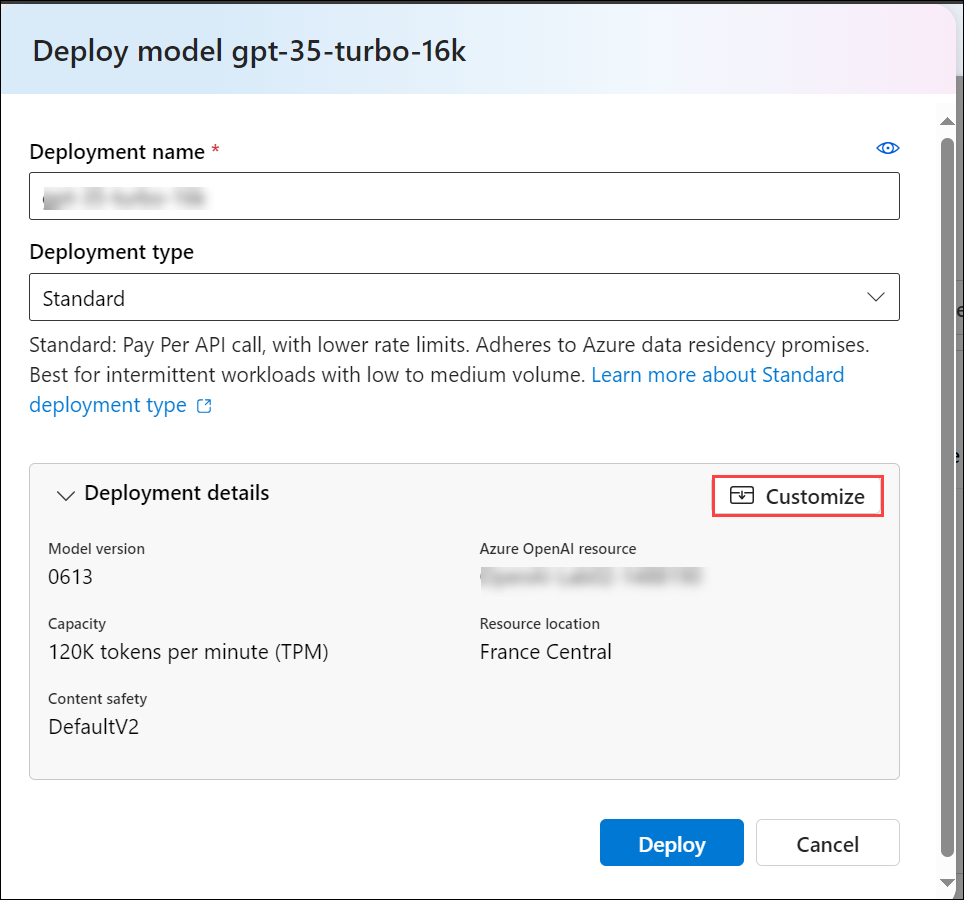 Deploy model gpt-35-turbo-16k
Deployment name *
Deployment type
Standard
Standard: Pay Per API call, with lower rate limits. Adheres to Azure data residency promises.
Best for intermittent workloads with low to medium volume. Learn more about Standard
deployment type
Deployment details
Customize
Model version
Azure OpenAI resource
0613
Capacity
Resource location
120K tokens per minute (TPM)
France Central
Content safety
DefaultV2
Deploy
Cancel